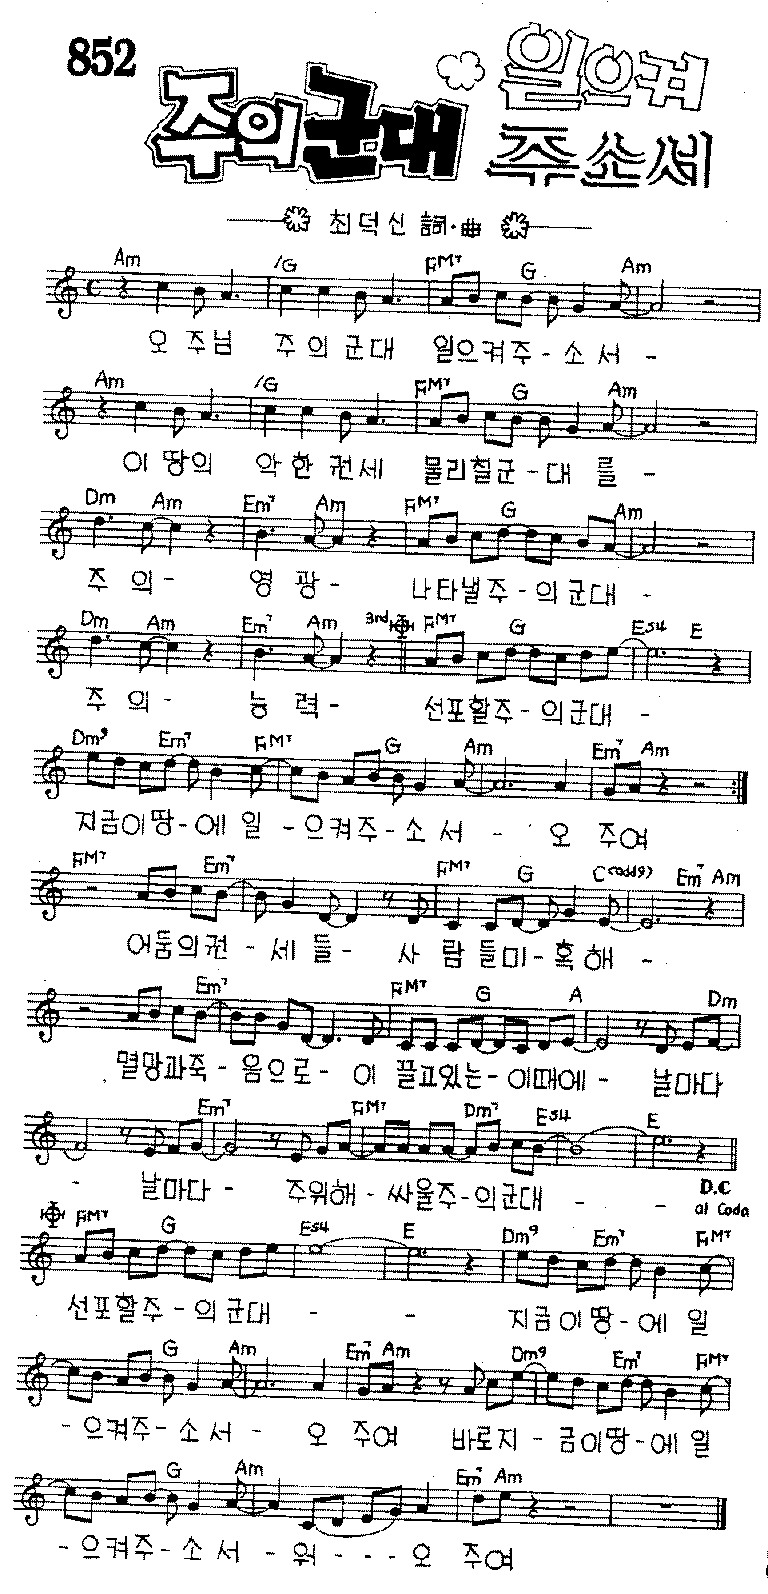 852
주의군대 일으켜
주소세
최덕신 詞·曲
Am /G FM7 G Am
오 주님 주의군대 일으켜주-소서 -
Am /G FM7 G Am
이 땅의 악한권세 물리칠군-대를 -
Dm Am Em7 Am FM7 G Am
주 의- 영 광- 나타낼주-의군대 -
Dm Am Em7 Am 3rd FM7 G Esus4 E
주 의- 능 력- 선포할주-의군대 -
Dm9 Em7 FM7 G Am Em7 Am
지금이땅-에일 -으켜주-소서 - 오 주여
FM7 Em7 FM7 G C(add9) Em7 Am
어둠의권-세들- 사람들미-혹해 -
Em7 FM7 G A Dm
멸망과죽-음으로- 이끌고있는-이때에- 날마다
Em7 FM7 Dm7 Esus4 E
- 날마다- 주위해-싸울주-의군대 - -
D.C
al Coda
FM7 G Esus4 E Dm9 Em7 FM7
선포할주-의군대 - - 지금이땅-에일
G Am Em7 Am Dm9 Em7 FM7
-으켜주-소서- 오 주여 바로지-금이땅-에일
G Am Em7 Am
-으켜주-소서 -워---오 주여